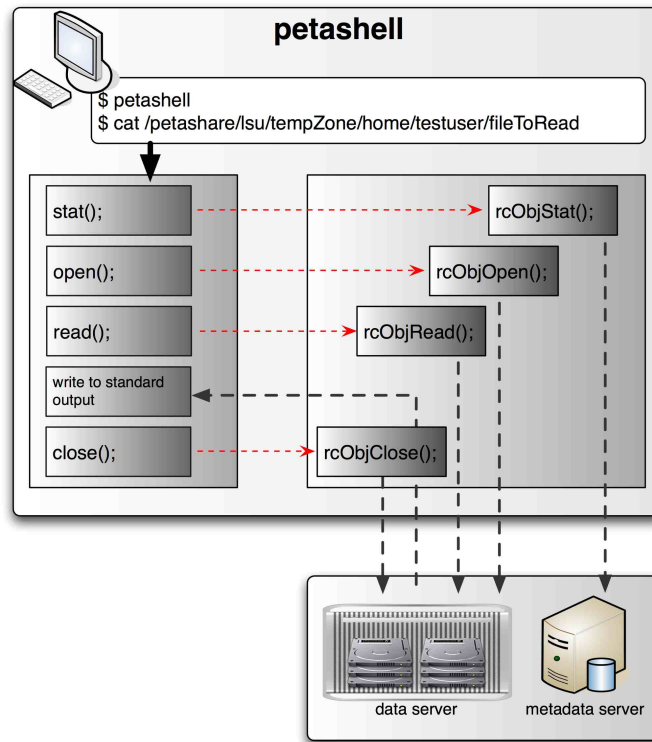 petashell
$ petashell
$ cat /petashare/lsu/tempZone/home/testuser/fileToRead
stat();
rcObjStat();
open();
rcObjOpen();
read();
rcObjRead();
write to standard
output
close();
rcObjClose();
data server
metadata server